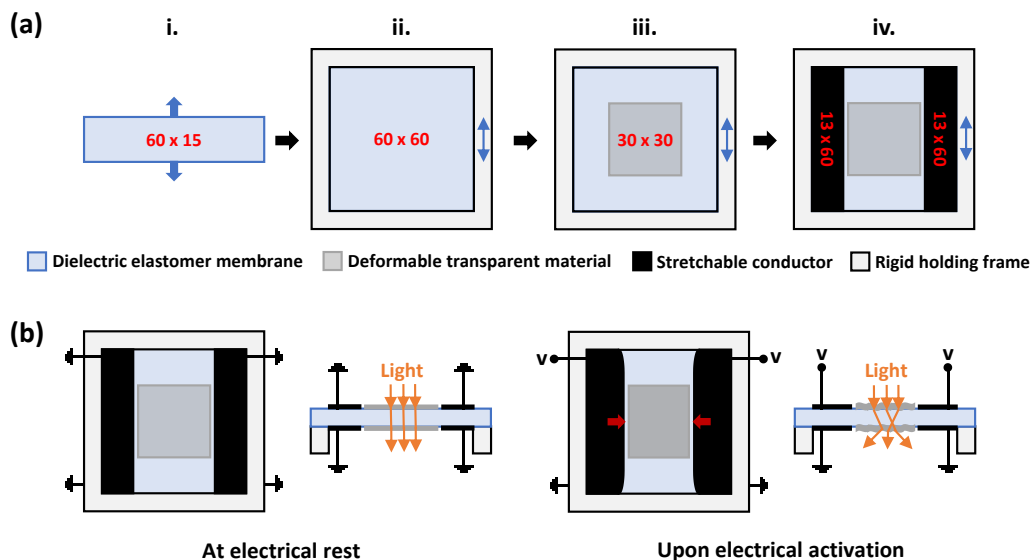 (a)
i.
ii.
iii.
iv.
60 x 15
60 x 60
30 x 30
13 x 60
13 x 60
Dielectric elastomer membrane
Deformable transparent material
Stretchable conductor
Rigid holding frame
(b)
Light
V
V
V
V
Light
At electrical rest
Upon electrical activation